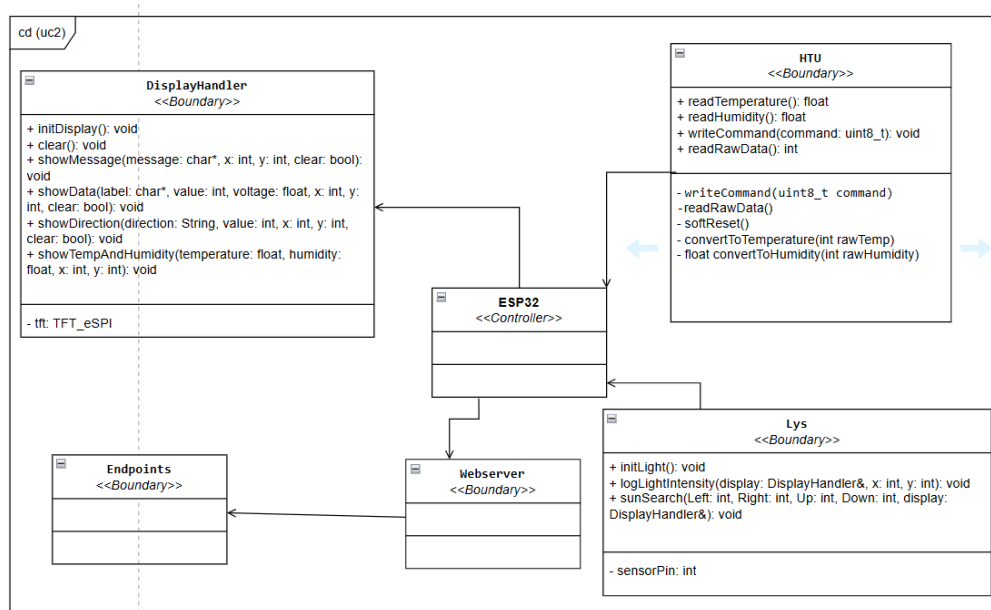 cd (uc2)
DisplayHandler
<<Boundary>>
+ initDisplay(): void
+ clear(): void
+ showMessage(message: char*, x: int, y: int, clear: bool):
void
+ showData(label: char*, value: int, voltage: float, x: int, y:
int, clear: bool): void
+ showDirection(direction: String, value: int, x: int, y: int,
clear: bool): void
+ showTempAndHumidity(temperature: float, humidity:
float, x: int, y: int): void
- tft: TFT_eSPI
HTU
<<Boundary>>
+ readTemperature(): float
+ readHumidity(): float
+ writeCommand(command: uint8_t): void
+ readRawData(): int
- writeCommand(uint8_t command)
-readRawData()
- softReset()
- convertToTemperature(int rawTemp)
- float convertToHumidity(int rawHumidity)
ESP32
<<Controller>>
Lys
<<Boundary>>
+ initLight(): void
+ logLightIntensity(display: DisplayHandler&, x: int, y: int): void
+ sunSearch(Left: int, Right: int, Up: int, Down: int, display:
DisplayHandler&): void
- sensorPin: int
Endpoints
<<Boundary>>
Webserver
<<Boundary>>